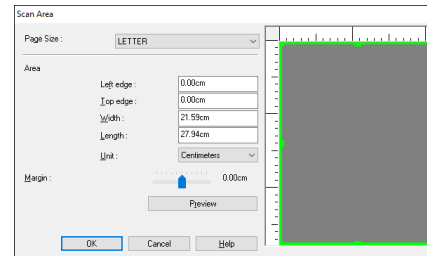 Scan Area
Page Size : LETTER
Area
Left edge : 0.00cm
Top edge : 0.00cm
Width : 21.59cm
Length : 27.94cm
Unit : Centimeters
Margin : 0.00cm
Preview
OK Cancel Help